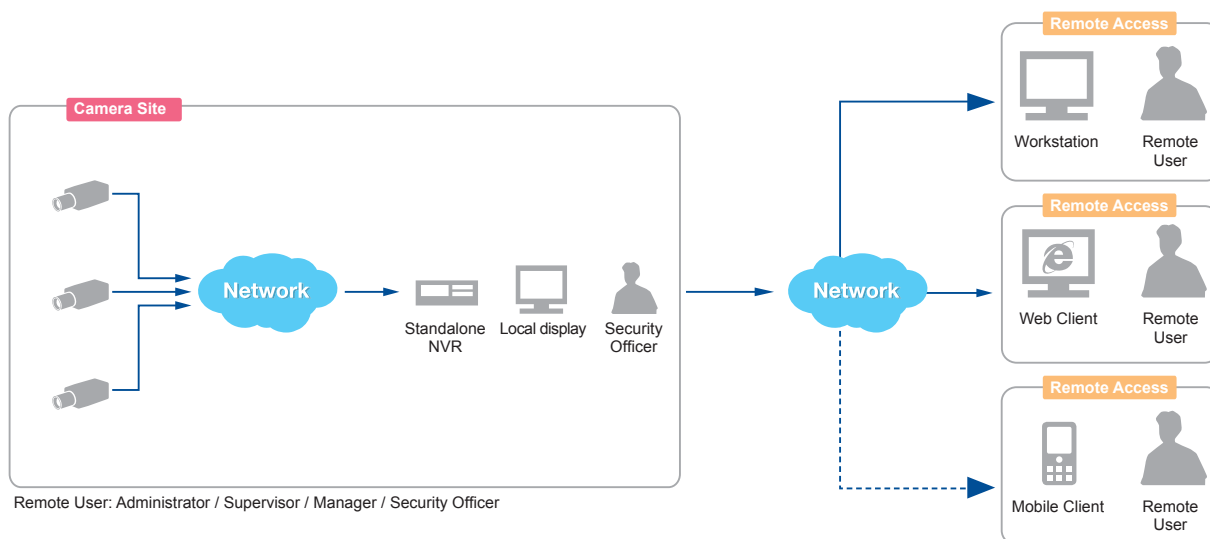 Remote Access
Workstation
Remote
User
Camera Site
Network
Standalone
NVR
Local display
Security
Officer
Network
Remote Access
Web Client
Remote
User
Remote Access
Mobile Client
Remote
User
Remote User: Administrator / Supervisor / Manager / Security Officer